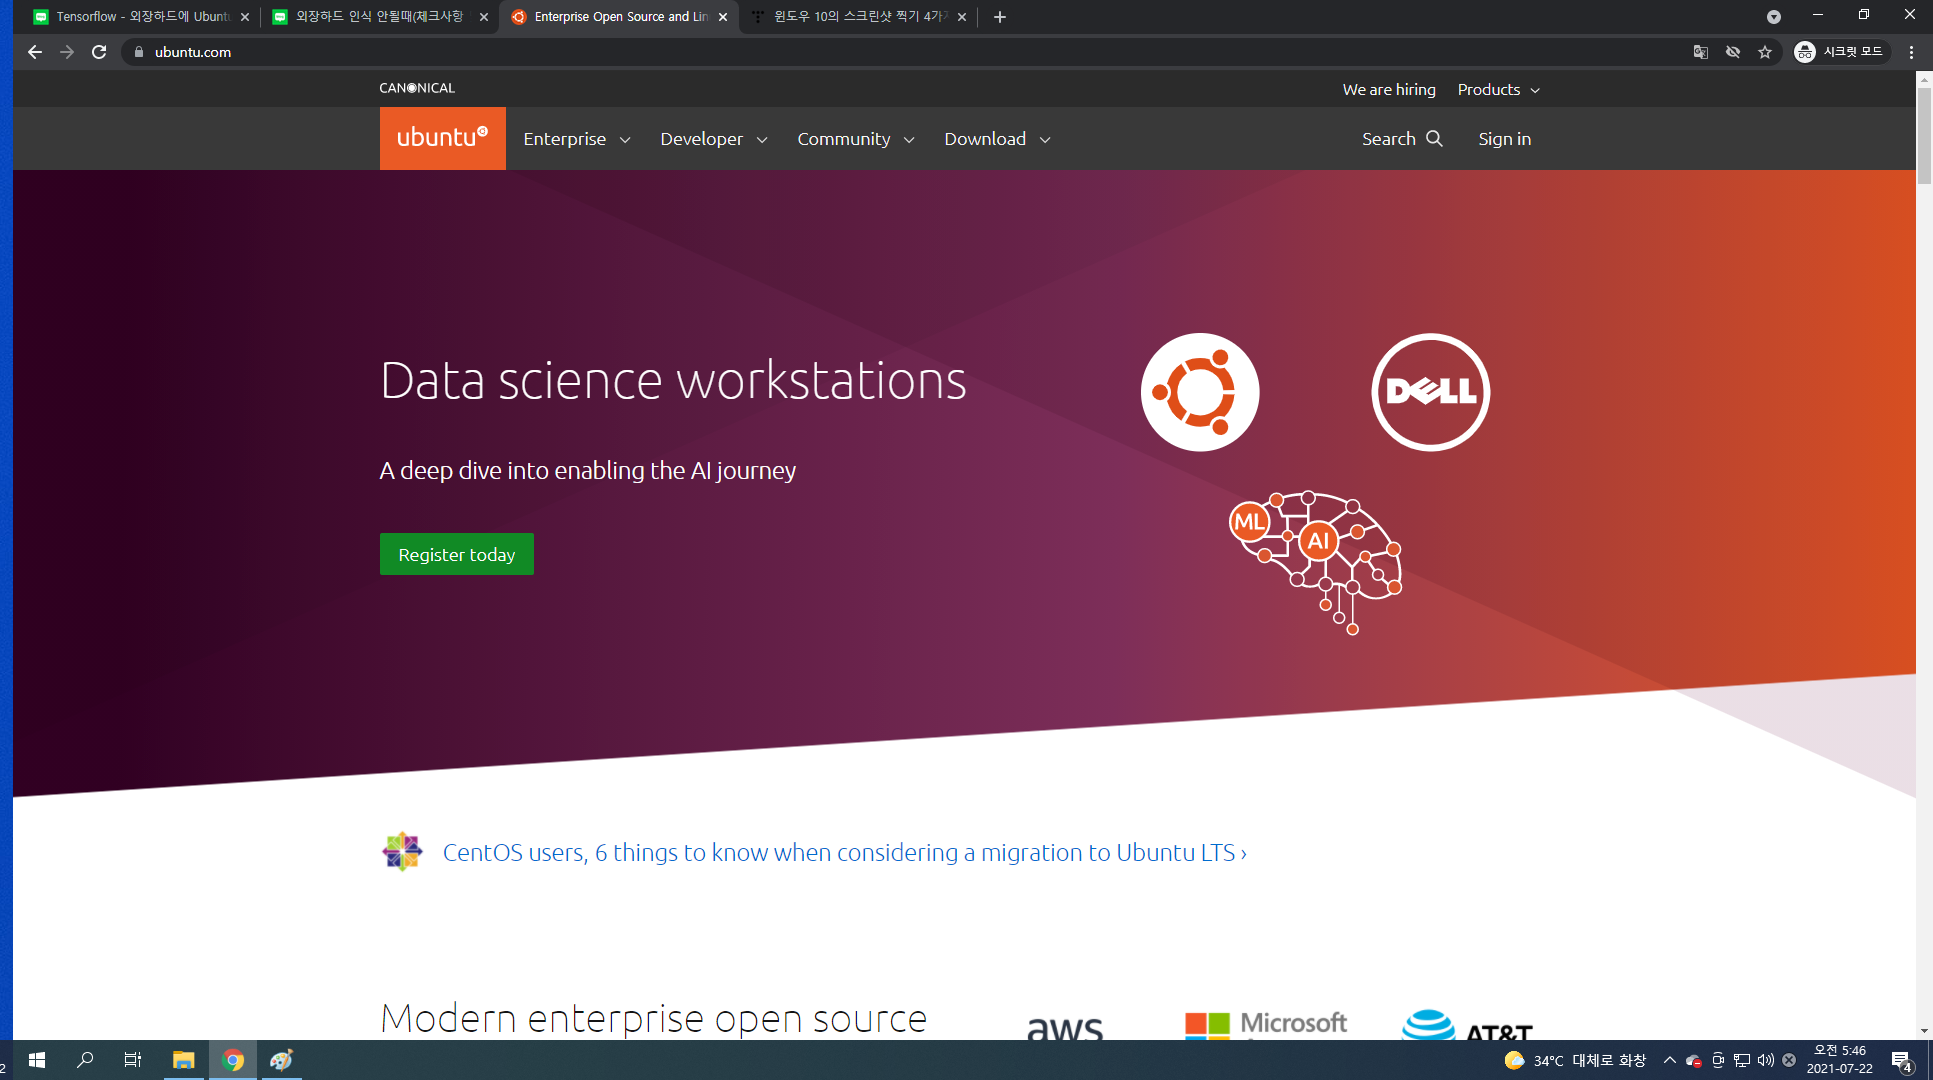 Tensorflow - 외장하드에 Ubuntu
외장하드 인식 안될때(체크사항
Enterprise Open Source and Lin
윈도우 10의 스크린샷 찍기 4가지
ubuntu.com
시크릿 모드
CANONICAL
We are hiring
Products
ubuntu
Enterprise
Developer
Community
Download
Search
Sign in
Data science workstations
DELL
A deep dive into enabling the AI journey
ML
AI
Register today
CentOS users, 6 things to know when considering a migration to Ubuntu LTS ›
Modern enterprise open source
aws
Microsoft
AT&T
2
34°C 대체로 화창
오전 5:46
2021-07-22
4